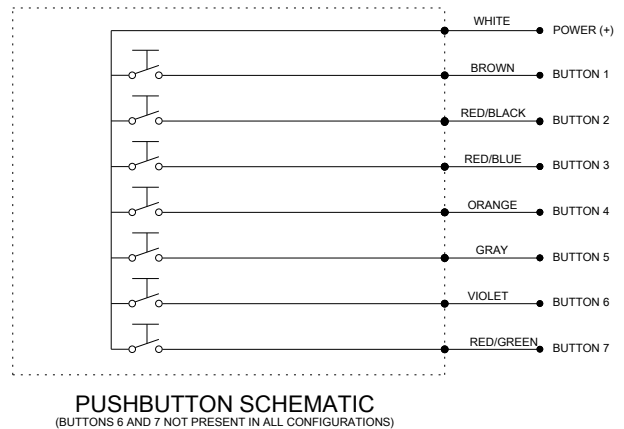 WHITE POWER (+)
BROWN BUTTON 1
RED/BLACK BUTTON 2
RED/BLUE BUTTON 3
ORANGE BUTTON 4
GRAY BUTTON 5
VIOLET BUTTON 6
RED/GREEN BUTTON 7
PUSHBUTTON SCHEMATIC
(BUTTONS 6 AND 7 NOT PRESENT IN ALL CONFIGURATIONS)